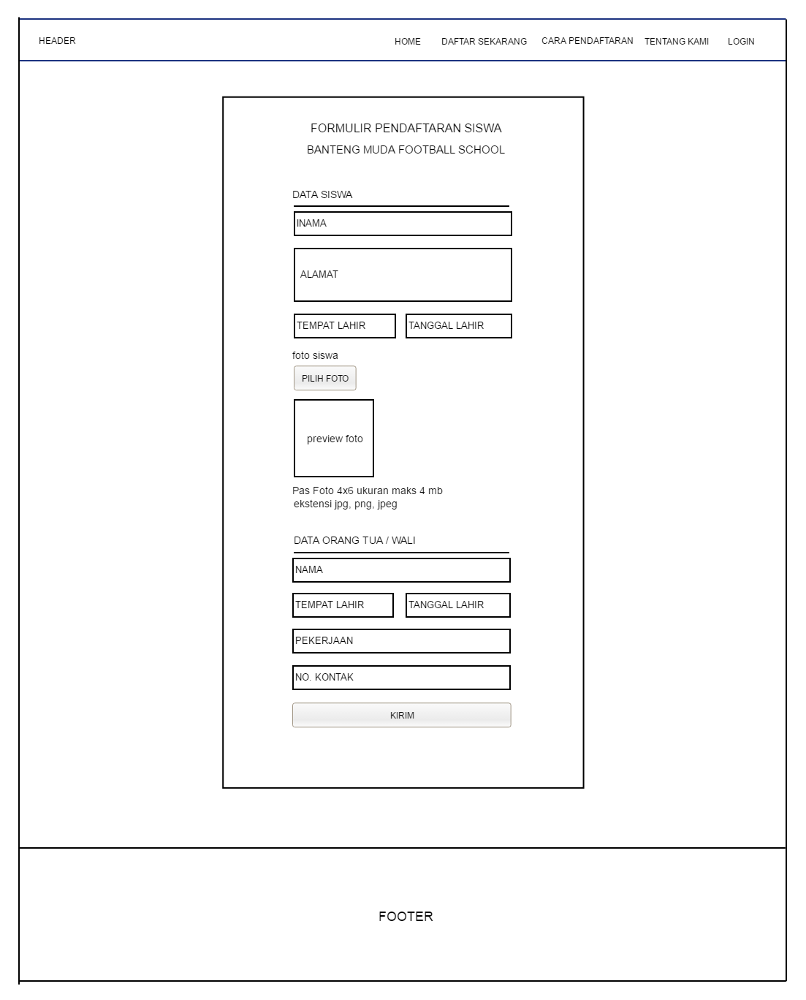 HEADER HOME DAFTAR SEKARANG CARA PENDAFTARAN TENTANG KAMI LOGIN
FORMULIR PENDAFTARAN SISWA
BANTENG MUDA FOOTBALL SCHOOL
DATA SISWA
INAMA
ALAMAT
TEMPAT LAHIR TANGGAL LAHIR
foto siswa
PILIH FOTO
preview foto
Pas Foto 4x6 ukuran maks 4 mb
ekstensi jpg, png, jpeg
DATA ORANG TUA / WALI
NAMA
TEMPAT LAHIR TANGGAL LAHIR
PEKERJAAN
NO. KONTAK
KIRIM
FOOTER